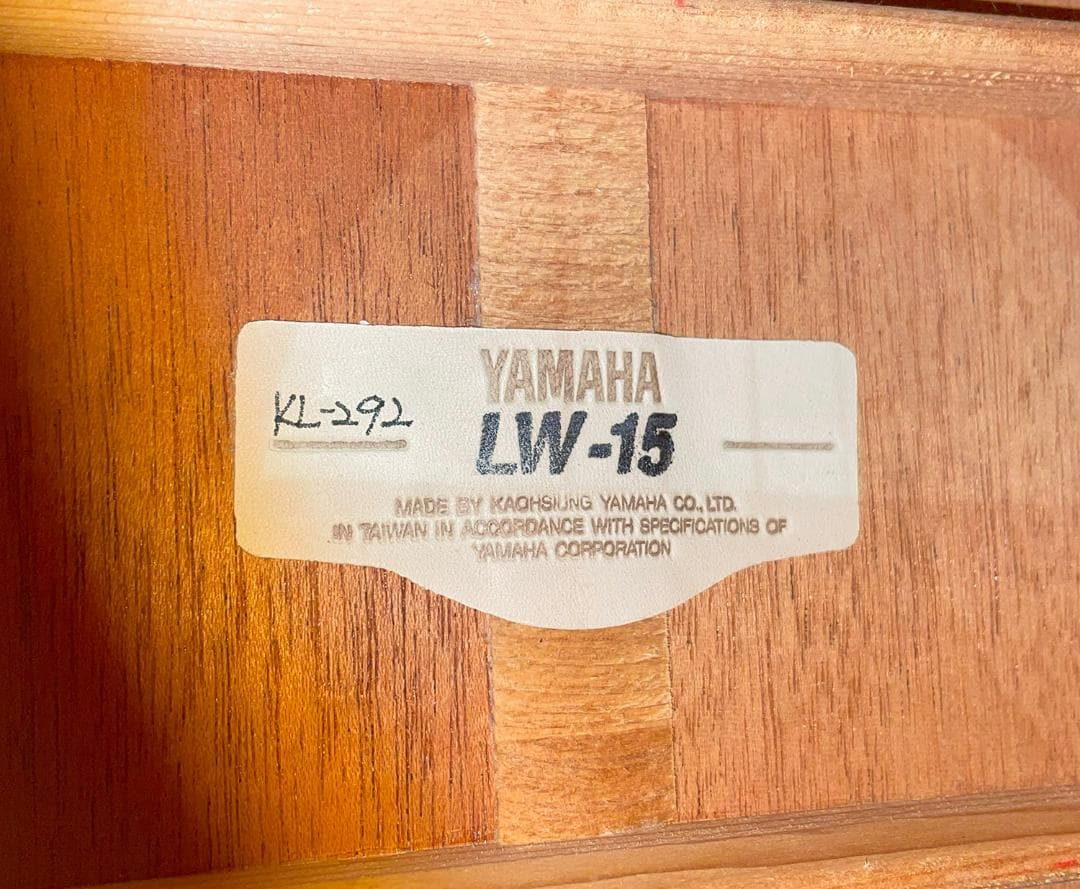 YAMAHA
KL-292
LW-15
MADE BY KAOHSIUNG YAMAHA CO., LTD.
IN TAIWAN IN ACCORDANCE WITH SPECIFICATIONS OF
YAMAHA CORPORATION